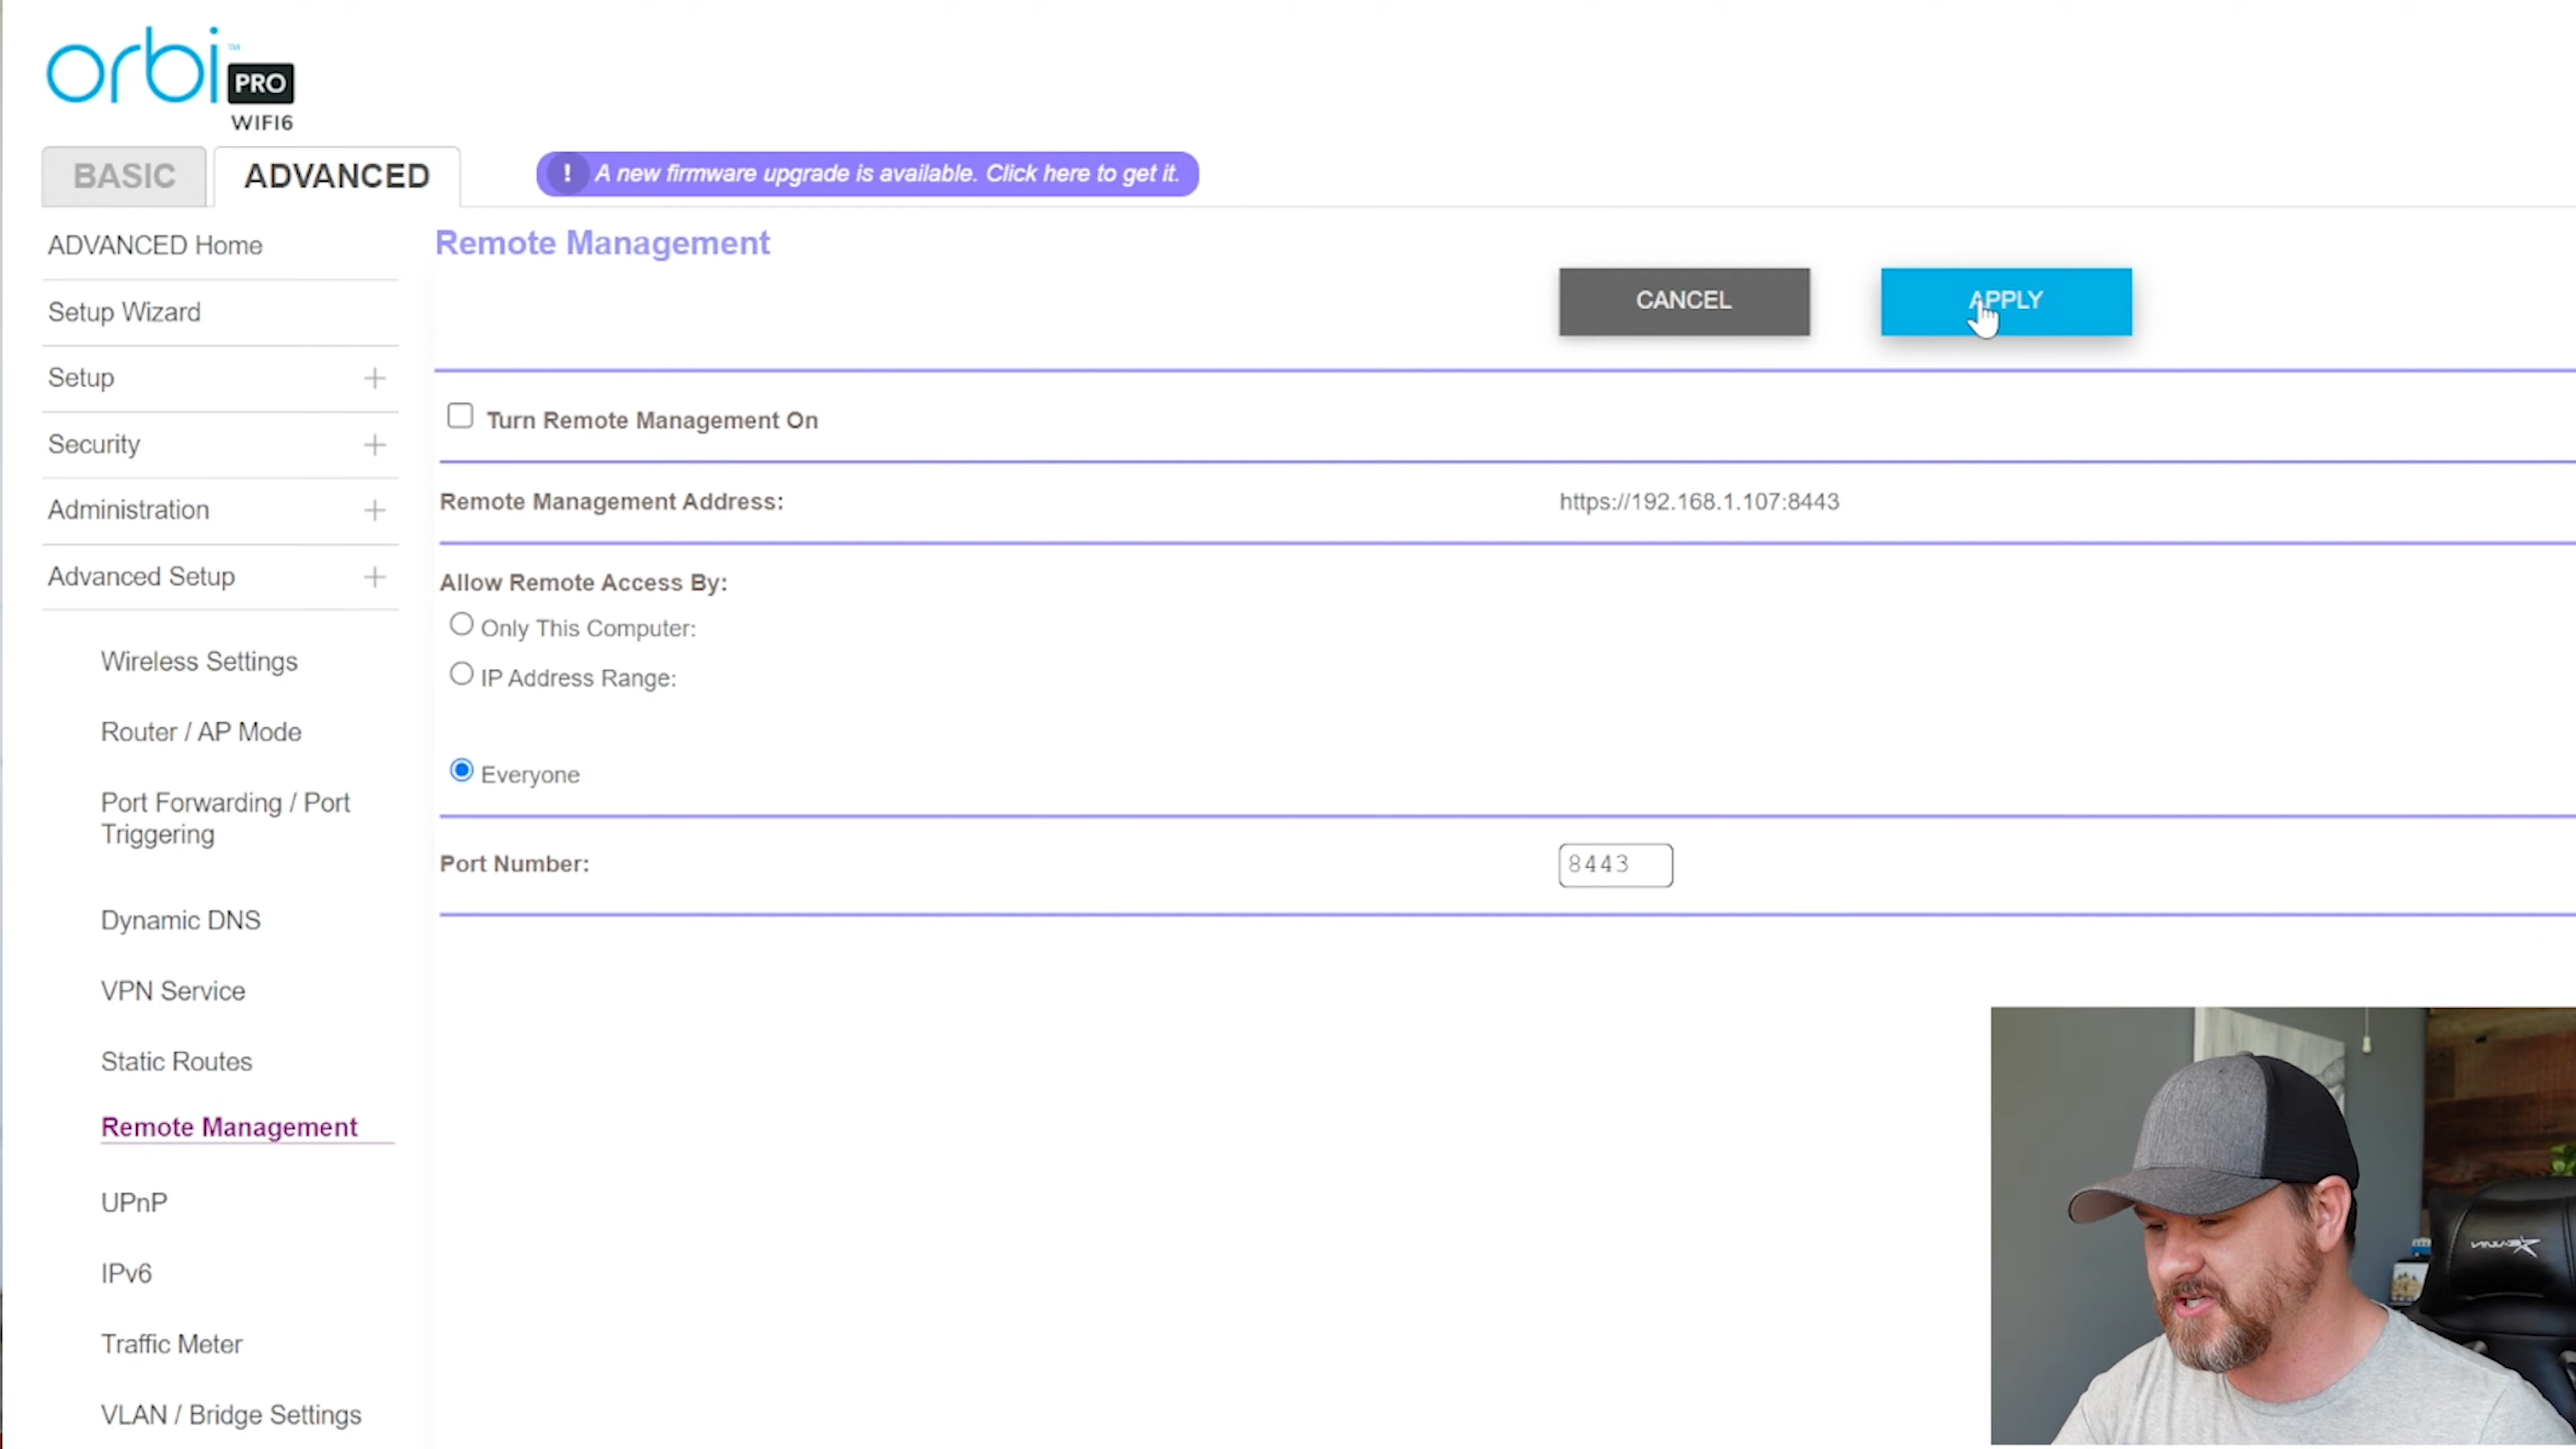 orbi™
PRO
WIFI6
BASIC
ADVANCED
! A new firmware upgrade is available. Click here to get it.
ADVANCED Home
Setup Wizard
Setup
Security
Administration
Advanced Setup
Wireless Settings
Router / AP Mode
Port Forwarding / Port
Triggering
Dynamic DNS
VPN Service
Static Routes
Remote Management
UPnP
IPv6
Traffic Meter
VLAN / Bridge Settings
Remote Management
CANCEL
APPLY
Turn Remote Management On
Remote Management Address:
https://192.168.1.107:8443
Allow Remote Access By:
Only This Computer:
IP Address Range:
Everyone
Port Number:
8443